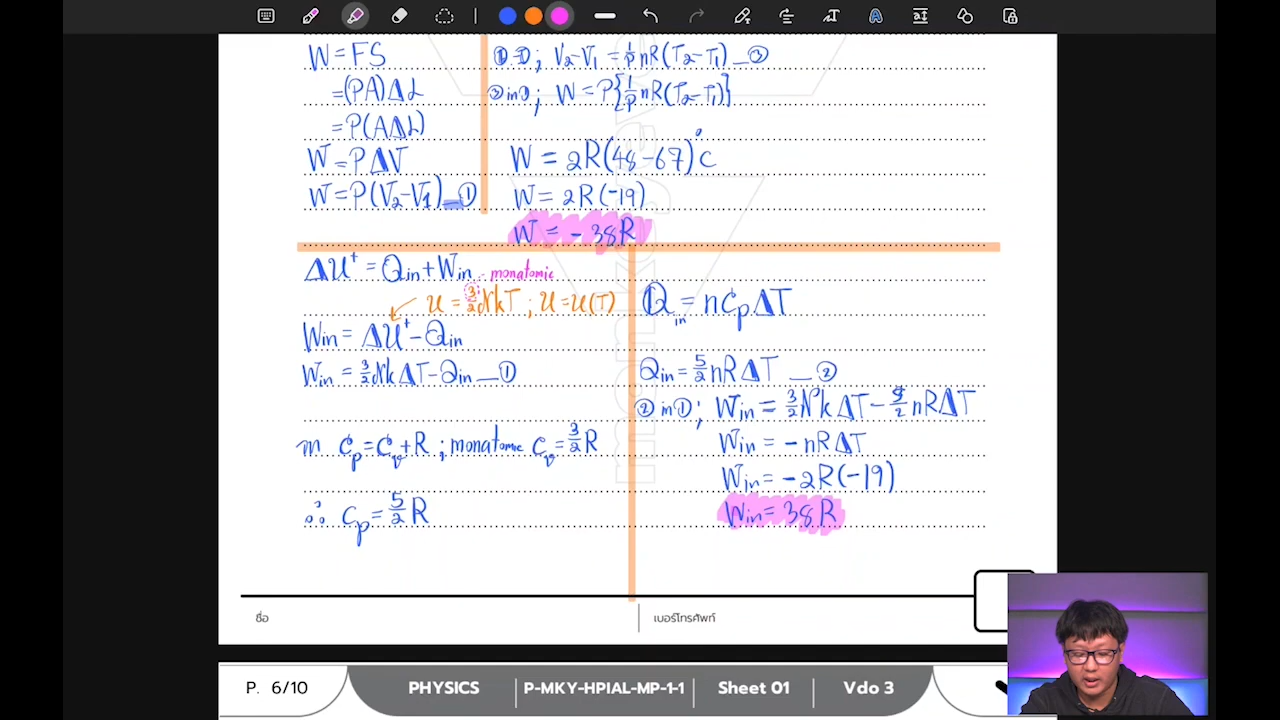 W = FS
= (PA)ΔL
= P(AΔL)
W = PΔV
W = P(V₂-V₁) _ ①
; V₂-V₁ = 1/P nR(T₂-T₁) _ ③
③ in ① ; W = P{1/P nR(T₂-T₁)}
W = 2R(48-67)°C
W = 2R(-19)
W = - 38R
ΔU⁺ = Qin + Win - monatomic
U = 3/2 NkT ; U = U(T)
Win = ΔU⁺ - Qin
Win = 3/2 NkΔT - Qin _ ①
Cp = Cv + R ; monatomic Cv = 3/2 R
∴ Cp = 5/2 R
Qin = nCpΔT
Qin = 5/2 nRΔT _ ②
② in ① ; Win = 3/2 NkΔT - 5/2 nRΔT
Win = - nRΔT
Win = - 2R(-19)
Win = 38R
ชื่อ
เบอร์โทรศัพท์
P. 6/10
PHYSICS
P-MKY-HPIAL-MP-1-1
Sheet 01
Vdo 3